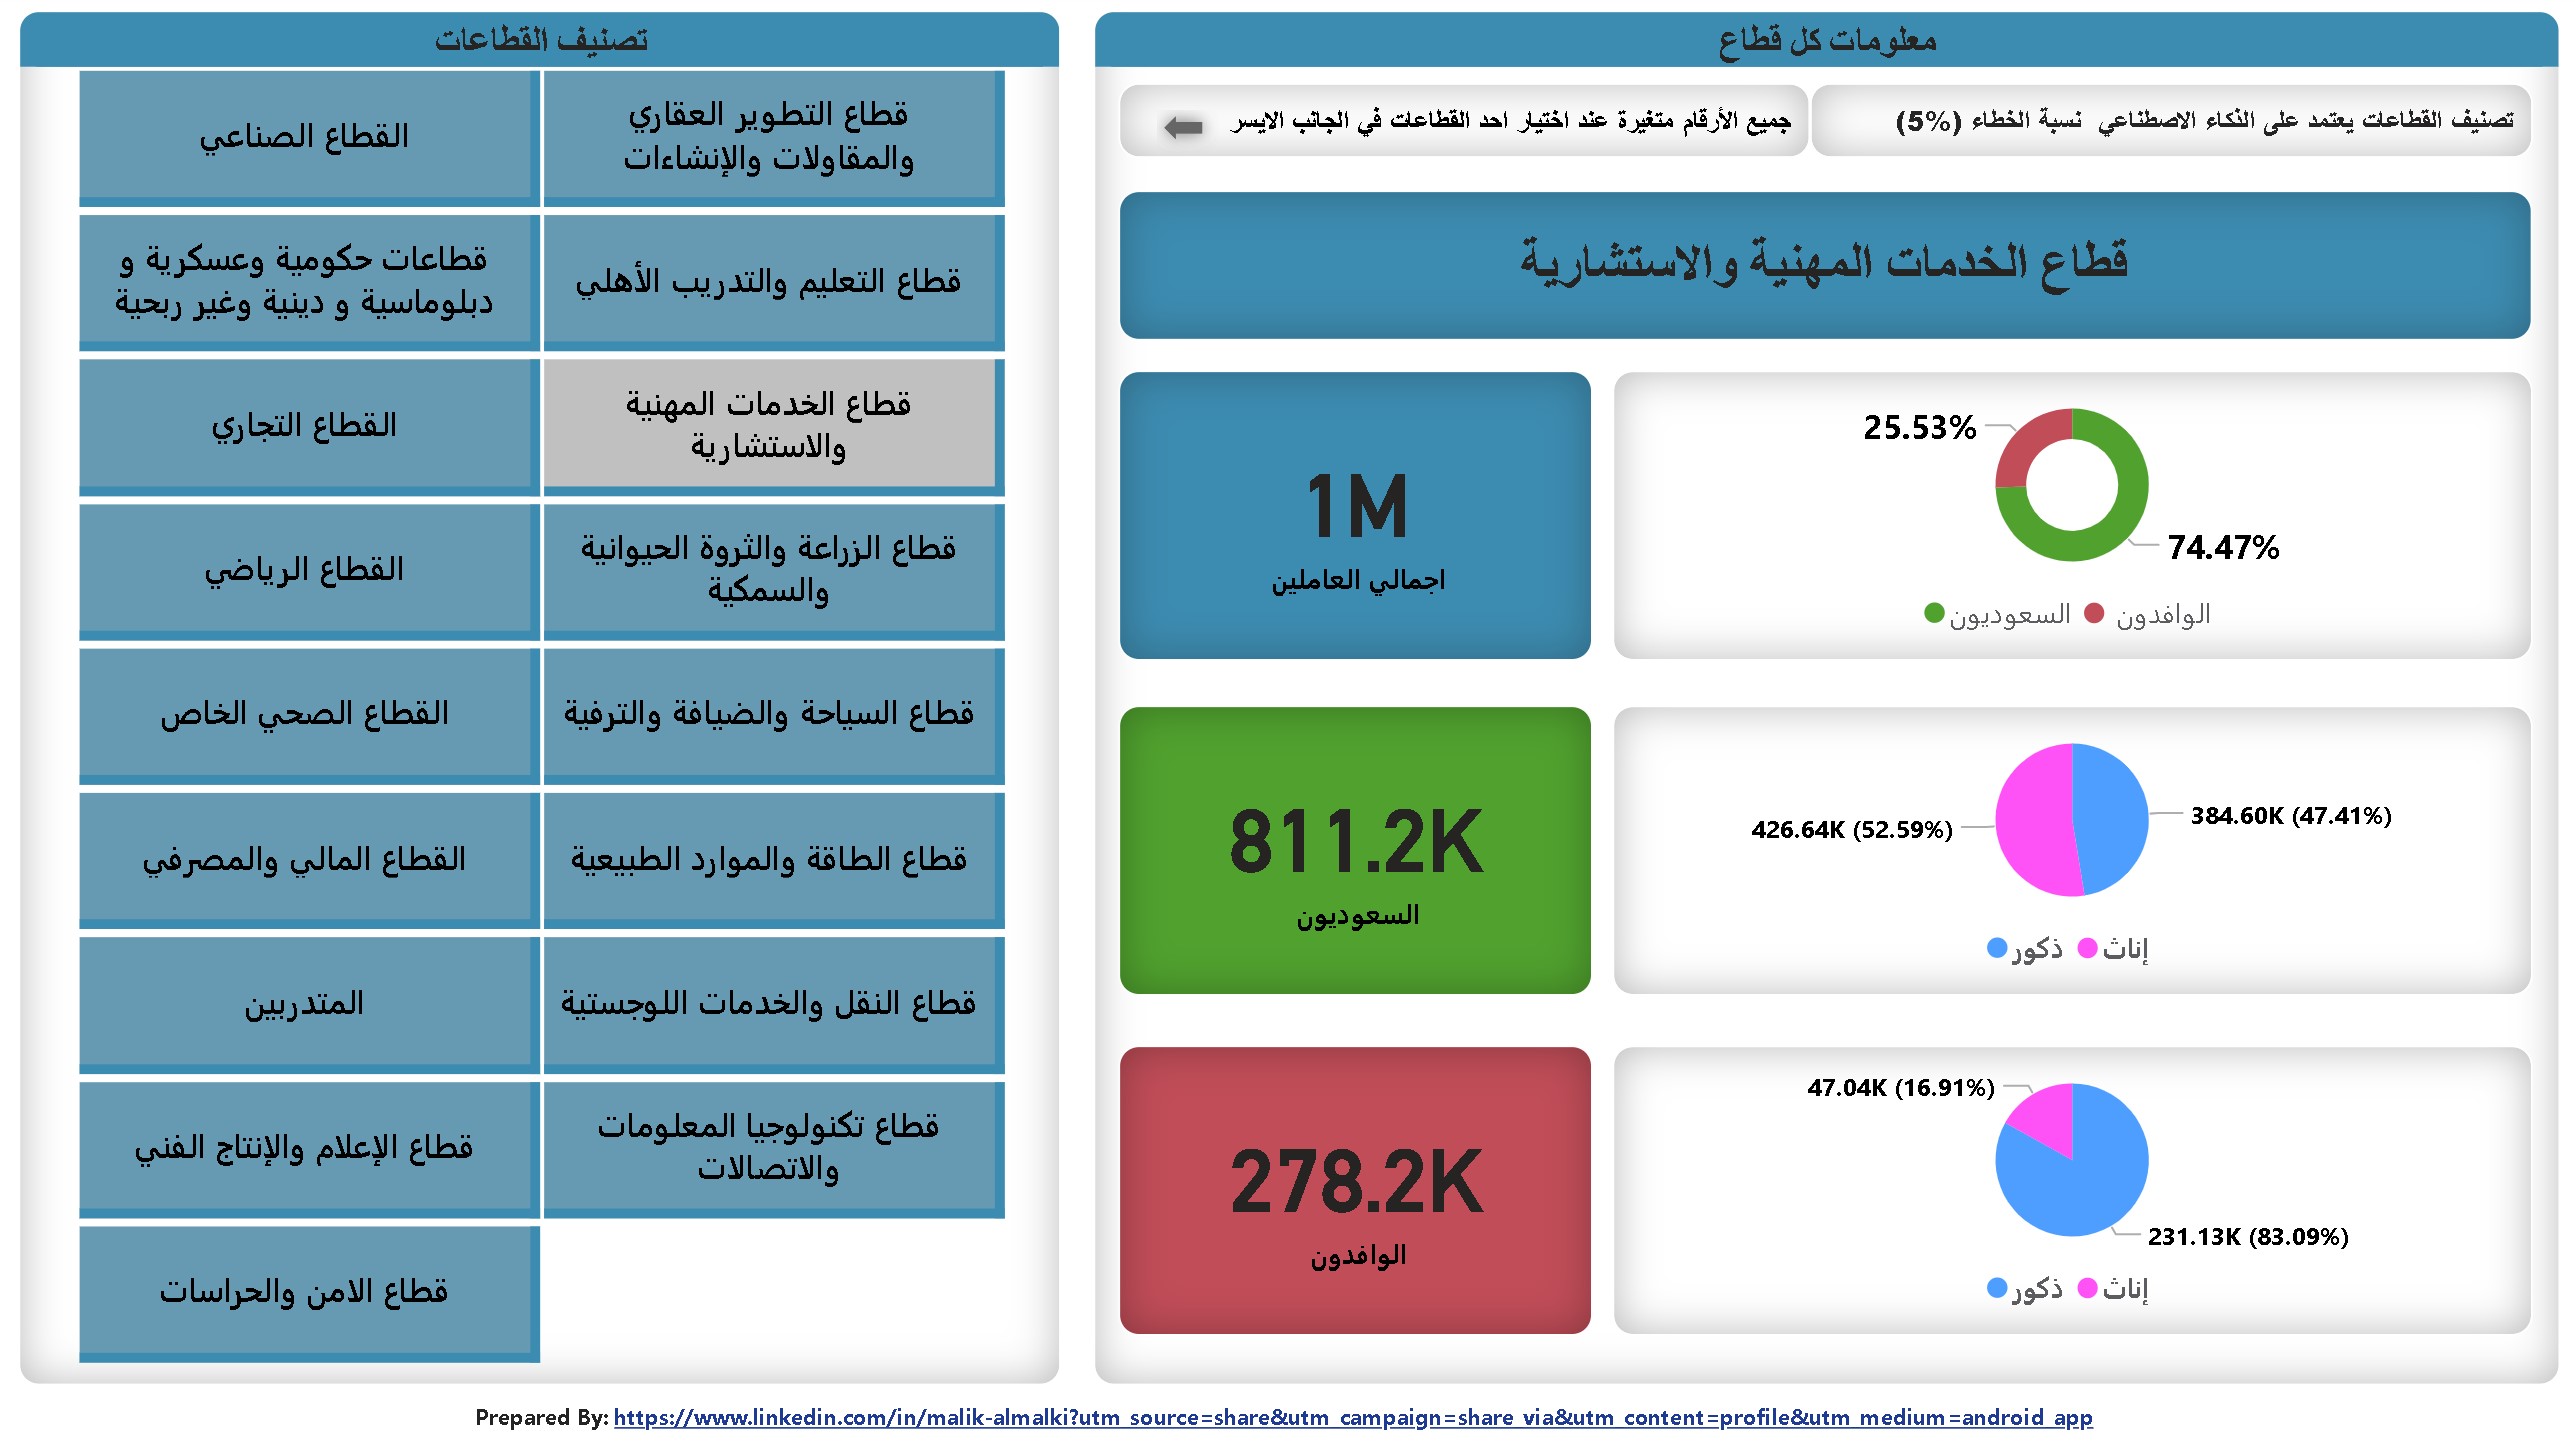 معلومات كل قطاع
تصنيف القطاعات يعتمد على الذكاء الاصطناعي نسبة الخطاء (5%)
جميع الأرقام متغيرة عند اختيار احد القطاعات في الجانب الايسر
قطاع الخدمات المهنية والاستشارية
25.53%
74.47%
السعوديون
الوافدون
1M
اجمالي العاملين
384.60K (47.41%)
426.64K (52.59%)
ذكور
إناث
811.2K
السعوديون
47.04K (16.91%)
231.13K (83.09%)
ذكور
إناث
278.2K
الوافدون
تصنيف القطاعات
قطاع التطوير العقاري
والمقاولات والإنشاءات
القطاع الصناعي
قطاع التعليم والتدريب الأهلي
قطاعات حكومية وعسكرية و
دبلوماسية و دينية وغير ربحية
قطاع الخدمات المهنية
والاستشارية
القطاع التجاري
قطاع الزراعة والثروة الحيوانية
والسمكية
القطاع الرياضي
قطاع السياحة والضيافة والترفية
القطاع الصحي الخاص
قطاع الطاقة والموارد الطبيعية
القطاع المالي والمصرفي
قطاع النقل والخدمات اللوجستية
المتدربين
قطاع تكنولوجيا المعلومات
والاتصالات
قطاع الإعلام والإنتاج الفني
قطاع الامن والحراسات
Prepared By: https://www.linkedin.com/in/malik-almalki?utm_source=share&utm_campaign=share_via&utm_content=profile&utm_medium=android_app